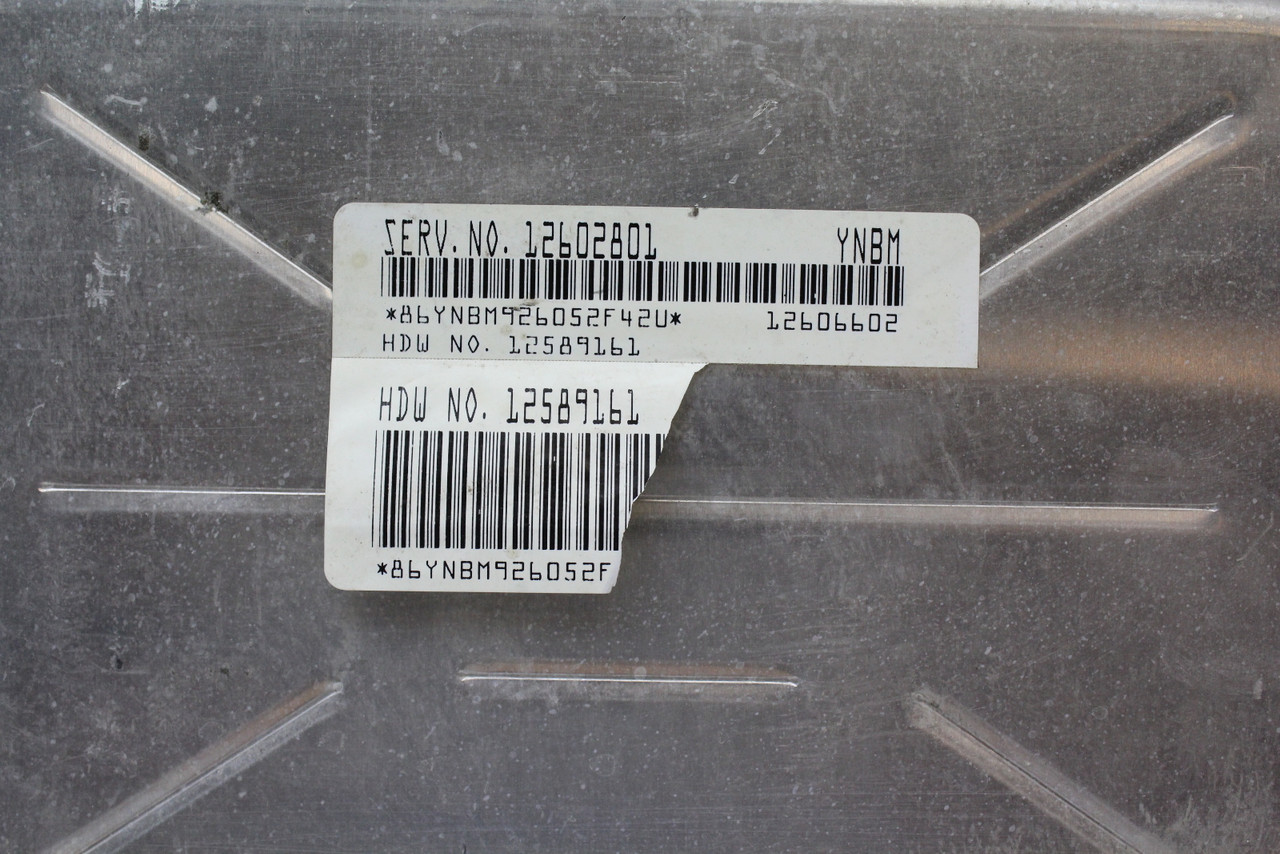 SERV. NO. 12602801 YNBM
*86YNBM926052F42U* 12606602
HDW NO. 12589161
HDW NO. 12589161
*86YNBM926052F